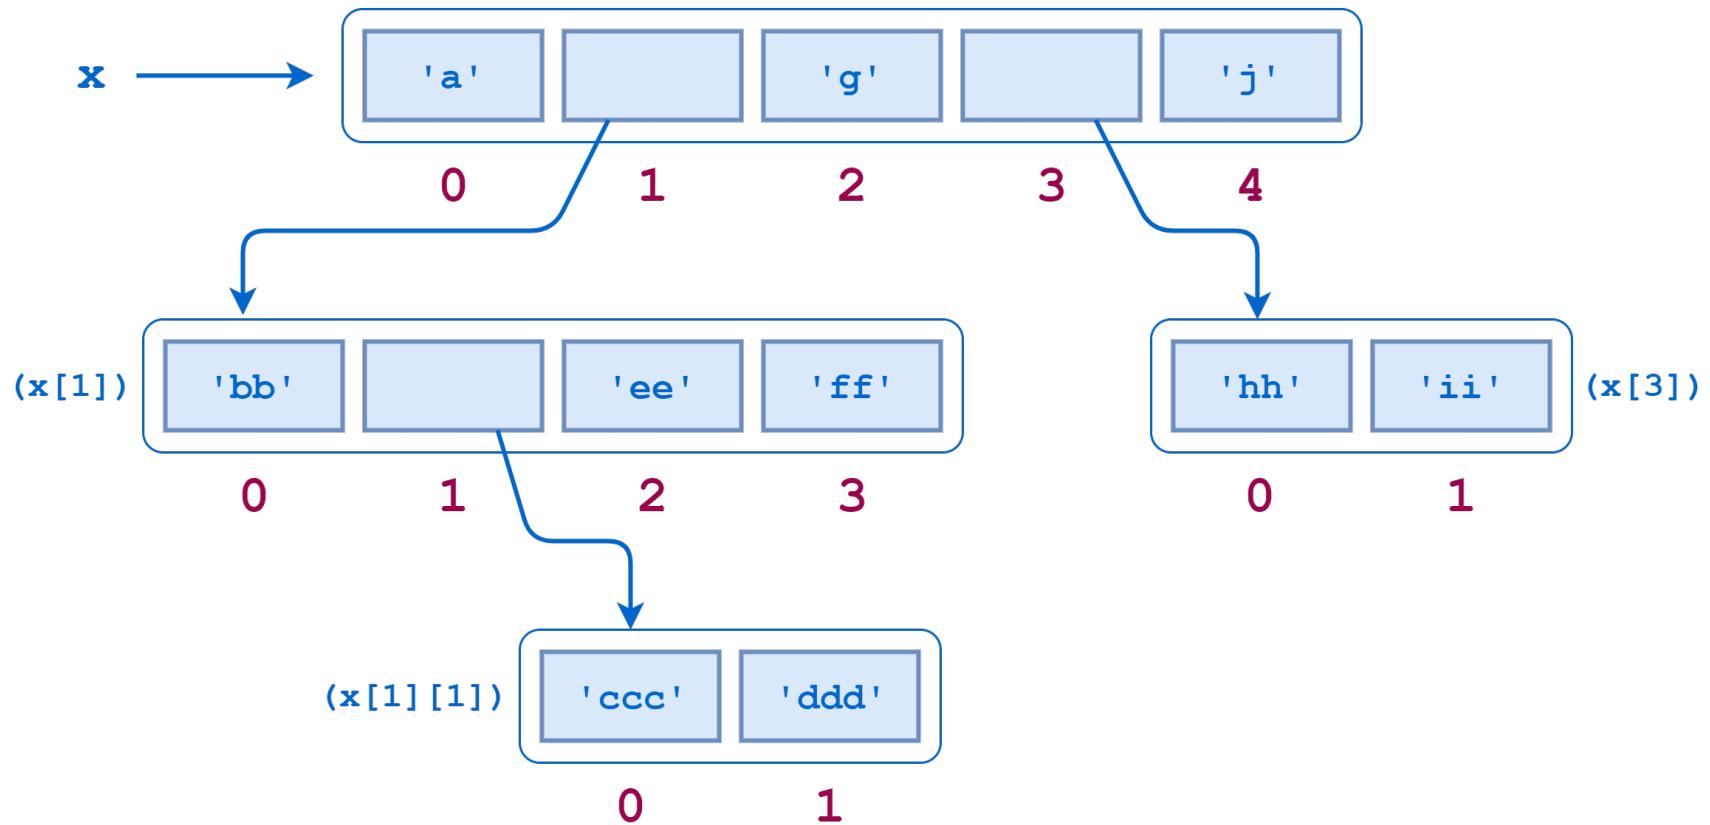 x 'a' 'g' 'j'
0 1 2 3 4
(x[1]) 'bb' 'ee' 'ff' 'hh' 'ii' (x[3])
0 1 2 3 0 1
(x[1][1]) 'ccc' 'ddd'
0 1